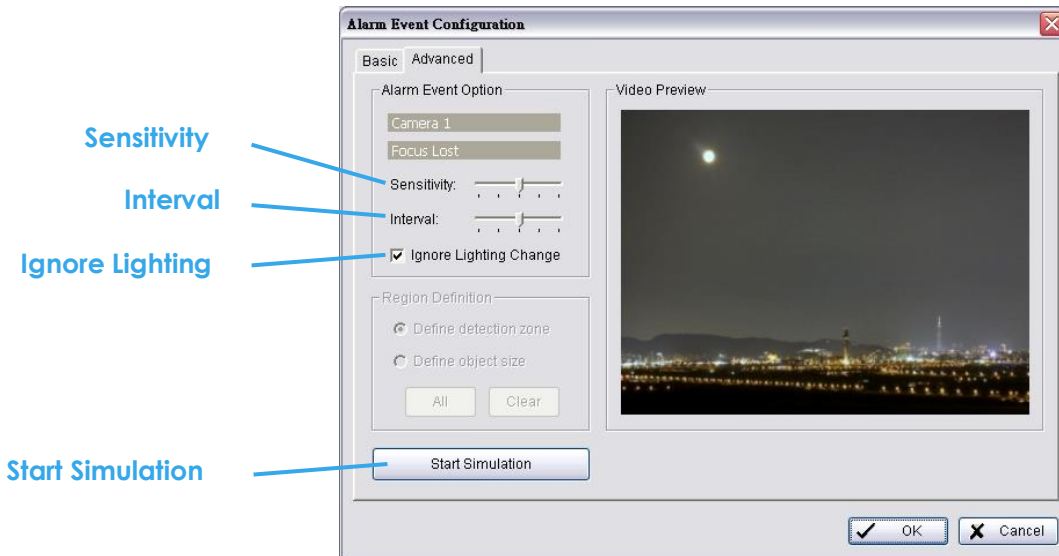 Alarm Event Configuration
Basic
Advanced
Alarm Event Option
Camera 1
Focus Lost
Sensitivity:
Interval:
Ignore Lighting Change
Region Definition
Define detection zone
Define object size
All
Clear
Start Simulation
Video Preview
OK
Cancel
Sensitivity
Interval
Ignore Lighting
Start Simulation